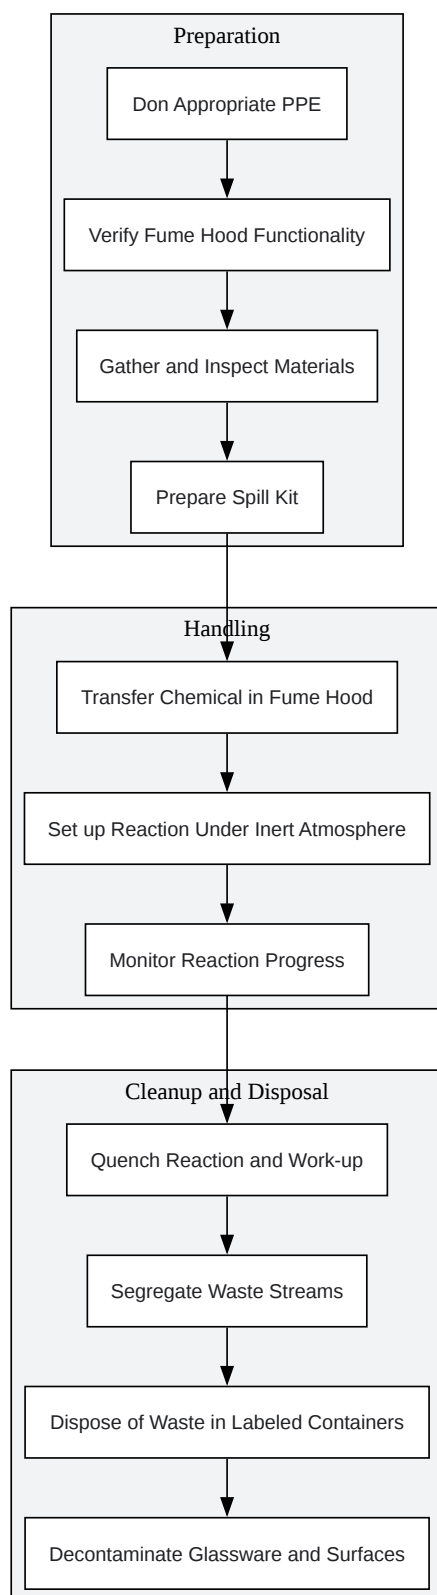 Preparation
Don Appropriate PPE
Verify Fume Hood Functionality
Gather and Inspect Materials
Prepare Spill Kit
Handling
Transfer Chemical in Fume Hood
Set up Reaction Under Inert Atmosphere
Monitor Reaction Progress
Cleanup and Disposal
Quench Reaction and Work-up
Segregate Waste Streams
Dispose of Waste in Labeled Containers
Decontaminate Glassware and Surfaces